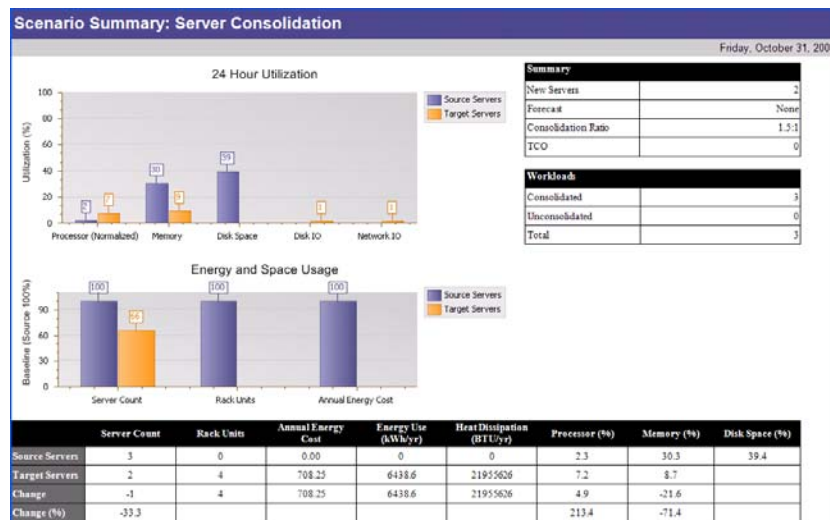 Scenario Summary: Server Consolidation
Friday, October 31, 200
24 Hour Utilization
Utilization (%)
100
80
60
40
20
0
2
7
30
9
39
1
1
Processor (Normalized) Memory Disk Space Disk IO Network IO
Source Servers
Target Servers
Summary
New Servers 2
Forecast None
Consolidation Ratio 1.5:1
TCO 0
Workloads
Consolidated 3
Unconsolidated 0
Total 3
Energy and Space Usage
Baseline (Source 100%)
90
60
30
0
100
66
100
100
Server Count Rack Units Annual Energy Cost
Source Servers
Target Servers
Server Count Rack Units Annual Energy Cost Energy Use (kWh/yr) Heat Dissipation (BTU/yr) Processor (%) Memory (%) Disk Space (%)
Source Servers 3 0 0.00 0 0 2.3 30.3 39.4
Target Servers 2 4 708.25 6438.6 21955626 7.2 8.7
Change -1 4 708.25 6438.6 21955626 4.9 -21.6
Change (%) -33.3 213.4 -71.4